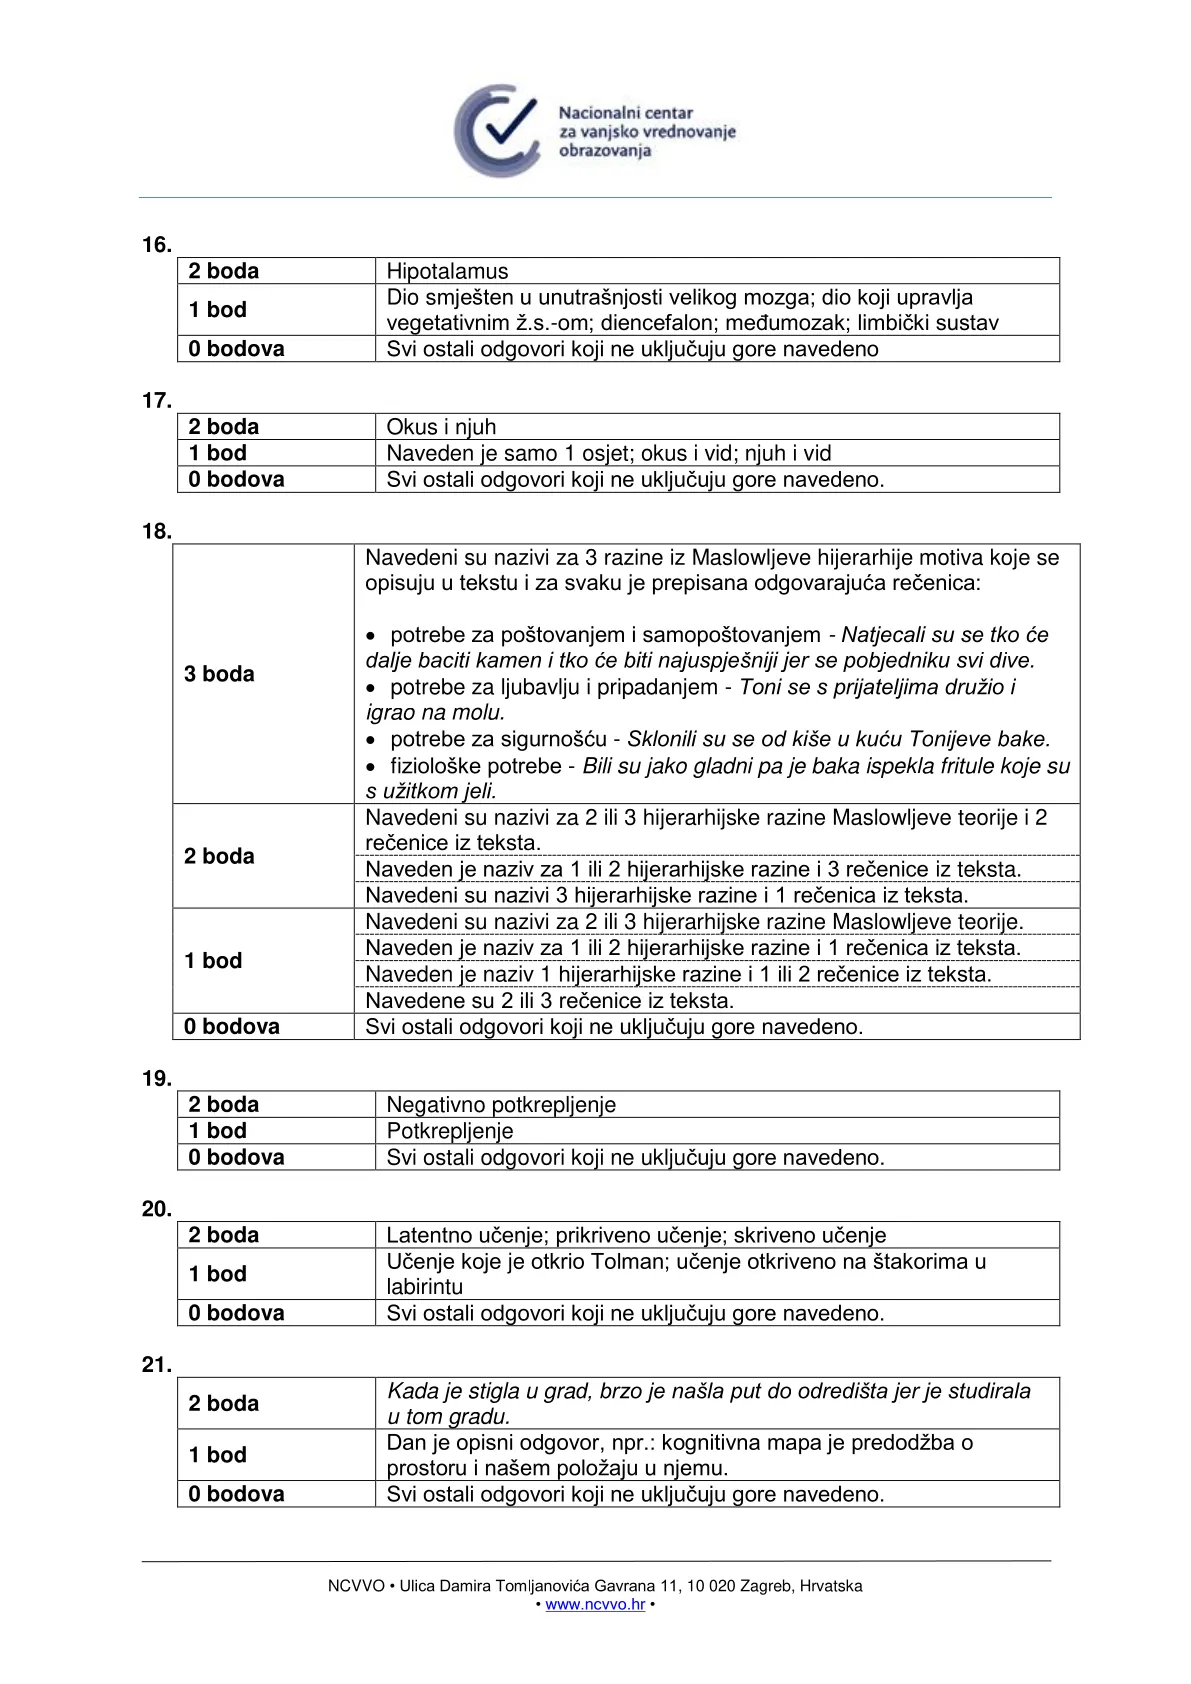 Nacionalni centar
za vanjsko vrednovanje
obrazovanja
16.
2 boda Hipotalamus
1 bod Dio smješten u unutrašnjosti velikog mozga; dio koji upravlja
vegetativnim ž.s.-om; diencefalon; međumozak; limbički sustav
0 bodova Svi ostali odgovori koji ne uključuju gore navedeno
17.
2 boda Okus i njuh
1 bod Naveden je samo 1 osjet; okus i vid; njuh i vid
0 bodova Svi ostali odgovori koji ne uključuju gore navedeno.
18.
3 boda Navedeni su nazivi za 3 razine iz Maslowljeve hijerarhije motiva koje se
opisuju u tekstu i za svaku je prepisana odgovarajuća rečenica:
• potrebe za poštovanjem i samopoštovanjem - Natjecali su se tko će
dalje baciti kamen i tko će biti najuspješniji jer se pobjedniku svi dive.
• potrebe za ljubavlju i pripadanjem - Toni se s prijateljima družio i
igrao na molu.
• potrebe za sigurnošću - Sklonili su se od kiše u kuću Tonijeve bake.
• fiziološke potrebe - Bili su jako gladni pa je baka ispekla fritule koje su
s užitkom jeli.
2 boda Navedeni su nazivi za 2 ili 3 hijerarhijske razine Maslowljeve teorije i 2
rečenice iz teksta.
Naveden je naziv za 1 ili 2 hijerarhijske razine i 3 rečenice iz teksta.
Navedeni su nazivi 3 hijerarhijske razine i 1 rečenica iz teksta.
1 bod Navedeni su nazivi za 2 ili 3 hijerarhijske razine Maslowljeve teorije.
Naveden je naziv za 1 ili 2 hijerarhijske razine i 1 rečenica iz teksta.
Naveden je naziv 1 hijerarhijske razine i 1 ili 2 rečenice iz teksta.
Navedene su 2 ili 3 rečenice iz teksta.
0 bodova Svi ostali odgovori koji ne uključuju gore navedeno.
19.
2 boda Negativno potkrepljenje
1 bod Potkrepljenje
0 bodova Svi ostali odgovori koji ne uključuju gore navedeno.
20.
2 boda Latentno učenje; prikriveno učenje; skriveno učenje
1 bod Učenje koje je otkrio Tolman; učenje otkriveno na štakorima u
labirintu
0 bodova Svi ostali odgovori koji ne uključuju gore navedeno.
21.
2 boda Kada je stigla u grad, brzo je našla put do odredišta jer je studirala
u tom gradu.
1 bod Dan je opisni odgovor, npr.: kognitivna mapa je predodžba o
prostoru i našem položaju u njemu.
0 bodova Svi ostali odgovori koji ne uključuju gore navedeno.
NCVVO • Ulica Damira Tomljanovića Gavrana 11, 10 020 Zagreb, Hrvatska
• www.ncvvo.hr •